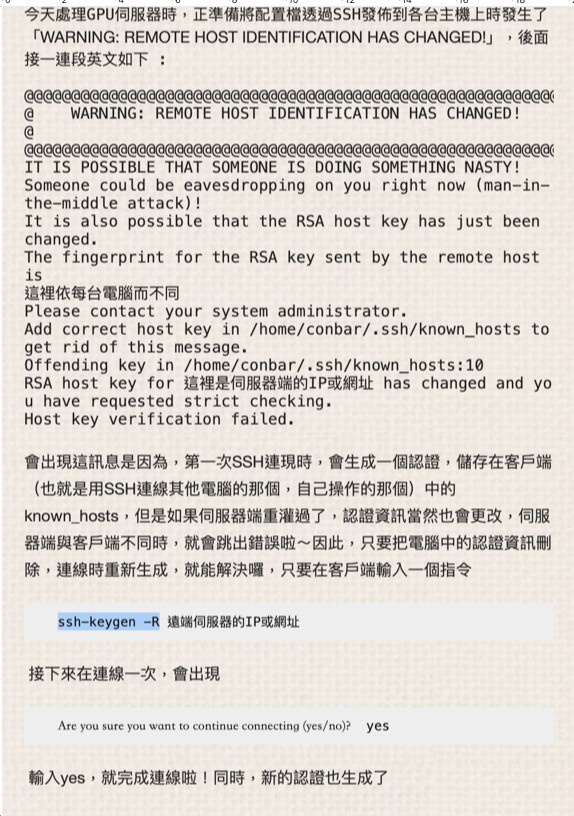 今天處理GPU伺服器時，正準備將配置檔透過SSH發佈到各台主機上時發生了
「WARNING: REMOTE HOST IDENTIFICATION HAS CHANGED!」，後面
接一連段英文如下 ：
@@@@@@@@@@@@@@@@@@@@@@@@@@@@@@@@@@@@@@@@@@@@@@@@@@@@@@@@@@@
@    WARNING: REMOTE HOST IDENTIFICATION HAS CHANGED!
@
@@@@@@@@@@@@@@@@@@@@@@@@@@@@@@@@@@@@@@@@@@@@@@@@@@@@@@@@@@@
IT IS POSSIBLE THAT SOMEONE IS DOING SOMETHING NASTY!
Someone could be eavesdropping on you right now (man-in-
the-middle attack)!
It is also possible that the RSA host key has just been
changed.
The fingerprint for the RSA key sent by the remote host
is
這裡依每台電腦而不同
Please contact your system administrator.
Add correct host key in /home/conbar/.ssh/known_hosts to
get rid of this message.
Offending key in /home/conbar/.ssh/known_hosts:10
RSA host key for 這裡是伺服器端的IP或網址 has changed and yo
u have requested strict checking.
Host key verification failed.
會出現這訊息是因為，第一次SSH連現時，會生成一個認證，儲存在客戶端
（也就是用SSH連線其他電腦的那個，自己操作的那個）中的
known_hosts，但是如果伺服器端重灌過了，認證資訊當然也會更改，伺服
器端與客戶端不同時，就會跳出錯誤啦～因此，只要把電腦中的認證資訊刪
除，連線時重新生成，就能解決囉，只要在客戶端輸入一個指令
ssh-keygen -R 遠端伺服器的IP或網址
接下來在連線一次，會出現
Are you sure you want to continue connecting (yes/no)? yes
輸入yes，就完成連線啦！同時，新的認證也生成了